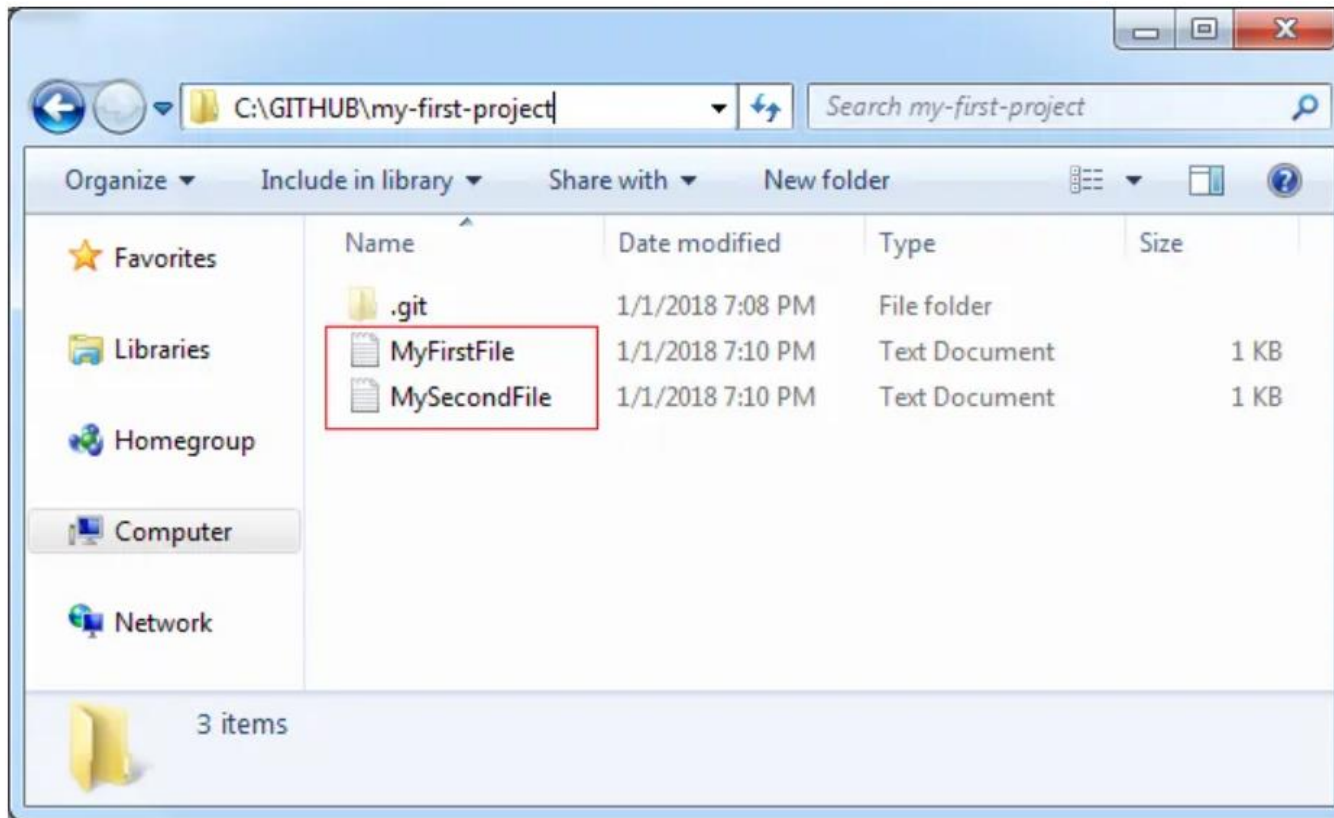 C:\GITHUB\my-first-project Search my-first-project
Organize Include in library Share with New folder
Name Date modified Type Size
Favorites
.git 1/1/2018 7:08 PM File folder
Libraries
MyFirstFile 1/1/2018 7:10 PM Text Document 1 KB
MySecondFile 1/1/2018 7:10 PM Text Document 1 KB
Homegroup
Computer
Network
3 items